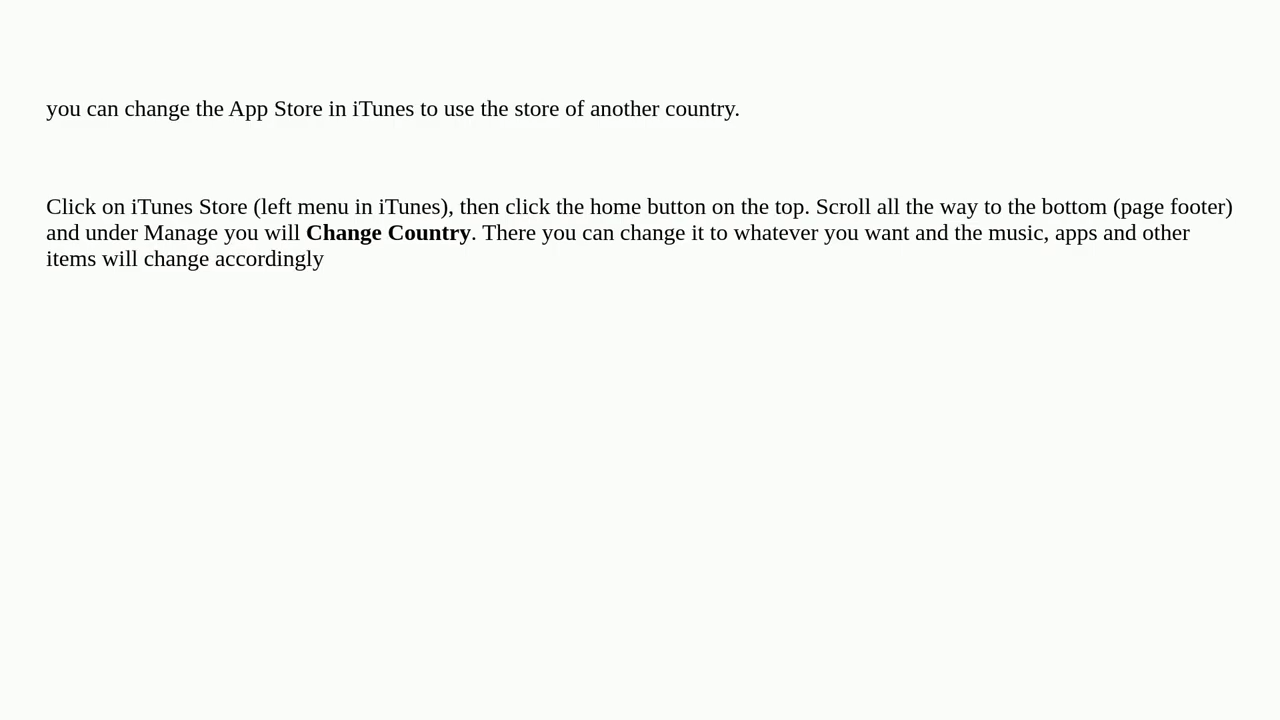 you can change the App Store in iTunes to use the store of another country.
Click on iTunes Store (left menu in iTunes), then click the home button on the top. Scroll all the way to the bottom (page footer)
and under Manage you will Change Country. There you can change it to whatever you want and the music, apps and other
items will change accordingly